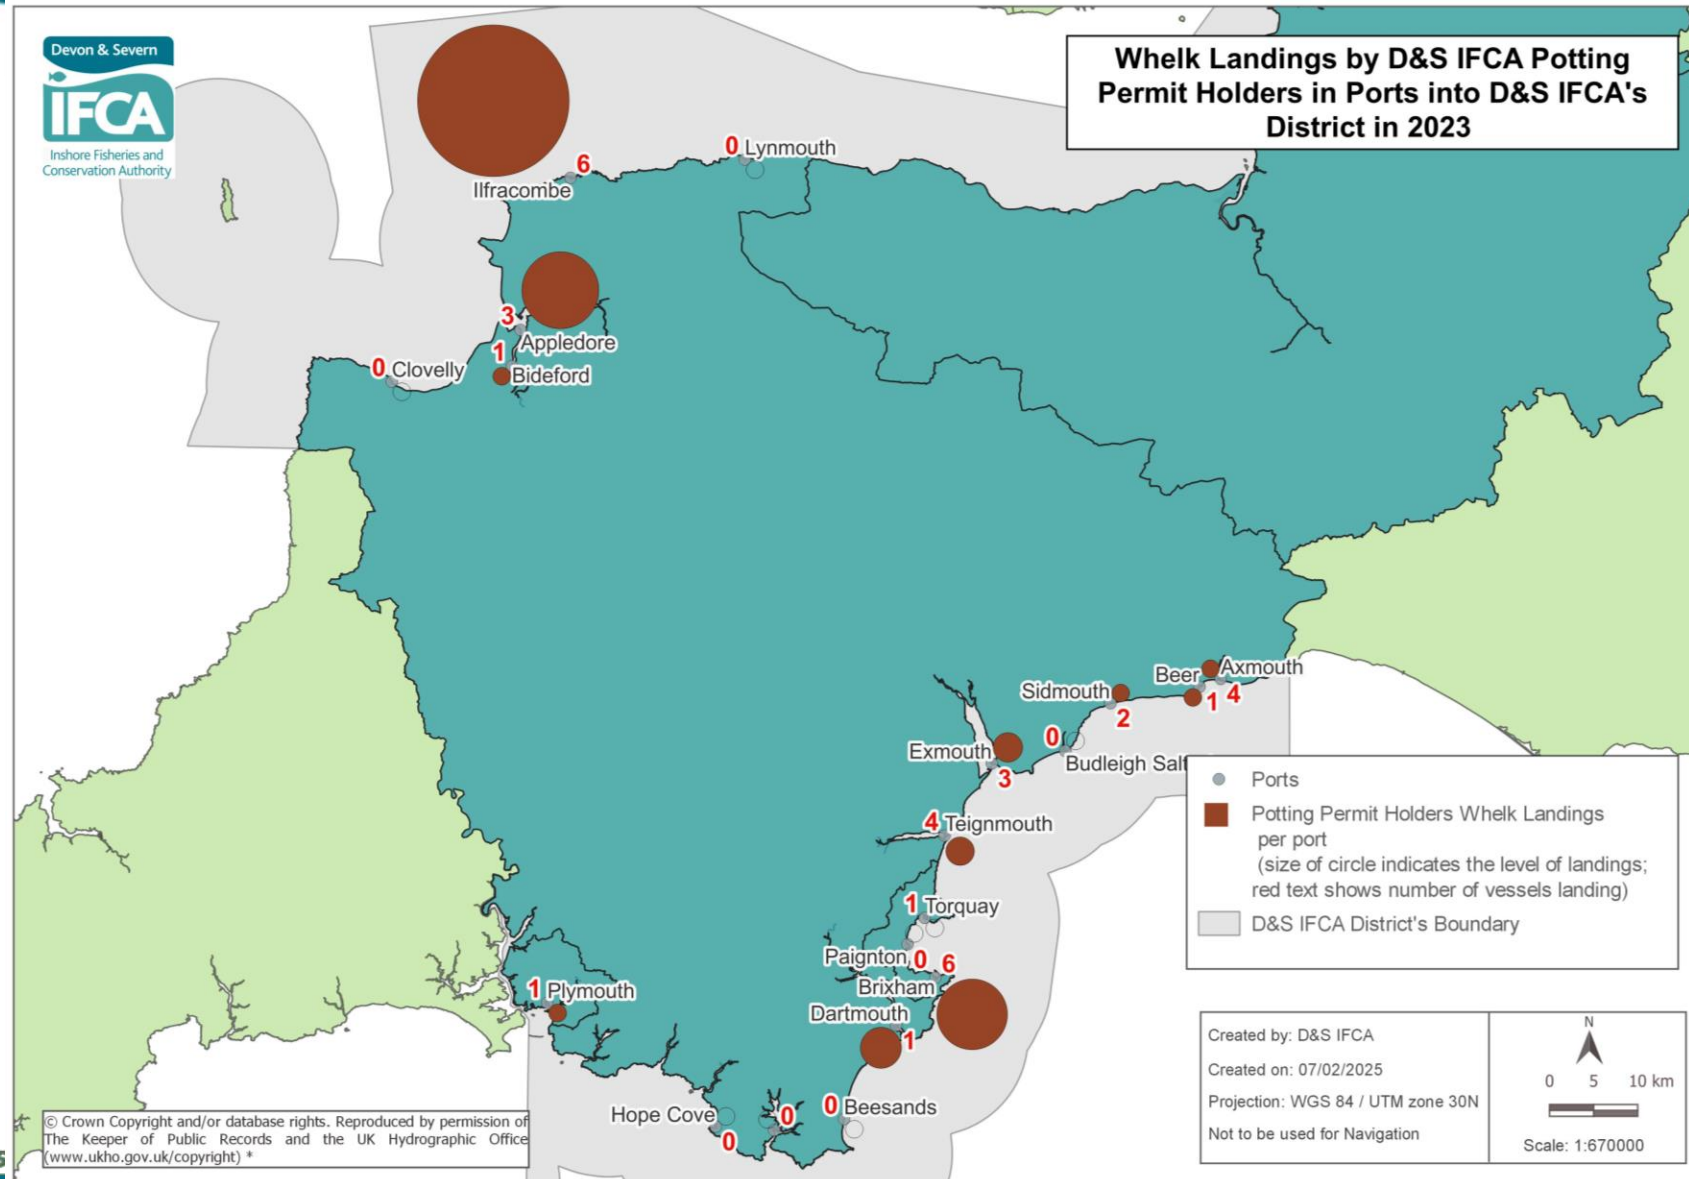 Devon & Severn
IFCA
Inshore Fisheries and
Conservation Authority
Whelk Landings by D&S IFCA Potting
Permit Holders in Ports into D&S IFCA's
District in 2023
0 Lynmouth
6
Ilfracombe
3
Appledore
1
Bideford
0 Clovelly
Beer
Axmouth
1
4
Sidmouth
2
0
Budleigh Salt
Exmouth
3
4 Teignmouth
1 Torquay
Paignton 0
6
Brixham
Dartmouth
1
1 Plymouth
0 Beesands
Hope Cove
0
0
Ports
Potting Permit Holders Whelk Landings
per port
(size of circle indicates the level of landings;
red text shows number of vessels landing)
D&S IFCA District's Boundary
Created by: D&S IFCA
Created on: 07/02/2025
Projection: WGS 84 / UTM zone 30N
Not to be used for Navigation
N
0 5 10 km
Scale: 1:670000
© Crown Copyright and/or database rights. Reproduced by permission of
The Keeper of Public Records and the UK Hydrographic Office
(www.ukho.gov.uk/copyright) *